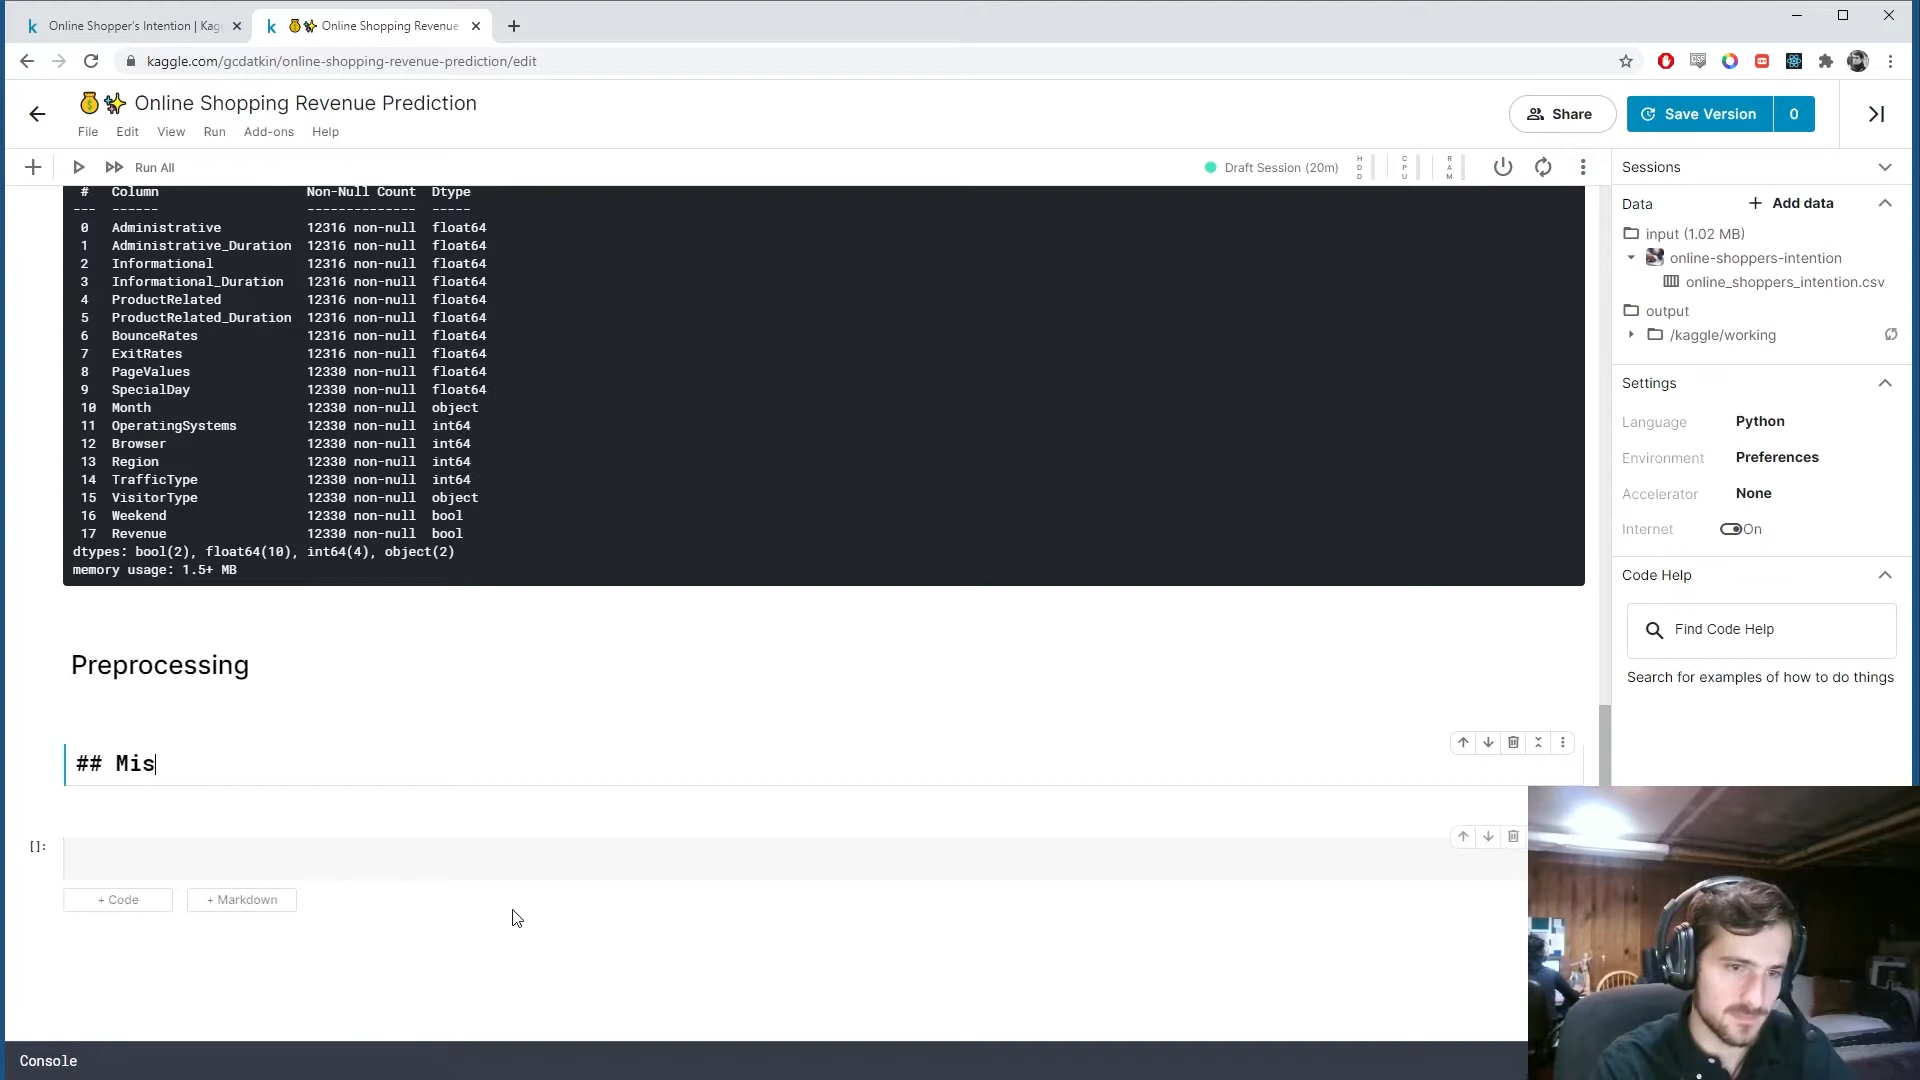 Online Shopper's Intention | Kag
Online Shopping Revenue
kaggle.com/gcdatkin/online-shopping-revenue-prediction/edit
Online Shopping Revenue Prediction
File Edit View Run Add-ons Help
Share
Save Version 0
Run All
Draft Session (20m)
HDD
CPU
RAM
# Column Non-Null Count Dtype
--- ------ -------------- -----
0 Administrative 12316 non-null float64
1 Administrative_Duration 12316 non-null float64
2 Informational 12316 non-null float64
3 Informational_Duration 12316 non-null float64
4 ProductRelated 12316 non-null float64
5 ProductRelated_Duration 12316 non-null float64
6 BounceRates 12316 non-null float64
7 ExitRates 12316 non-null float64
8 PageValues 12330 non-null float64
9 SpecialDay 12330 non-null float64
10 Month 12330 non-null object
11 OperatingSystems 12330 non-null int64
12 Browser 12330 non-null int64
13 Region 12330 non-null int64
14 TrafficType 12330 non-null int64
15 VisitorType 12330 non-null object
16 Weekend 12330 non-null bool
17 Revenue 12330 non-null bool
dtypes: bool(2), float64(10), int64(4), object(2)
memory usage: 1.5+ MB
Preprocessing
## Mis
[]:
+ Code + Markdown
Console
Sessions
Data + Add data
input (1.02 MB)
online-shoppers-intention
online_shoppers_intention.csv
output
/kaggle/working
Settings
Language Python
Environment Preferences
Accelerator None
Internet On
Code Help
Find Code Help
Search for examples of how to do things